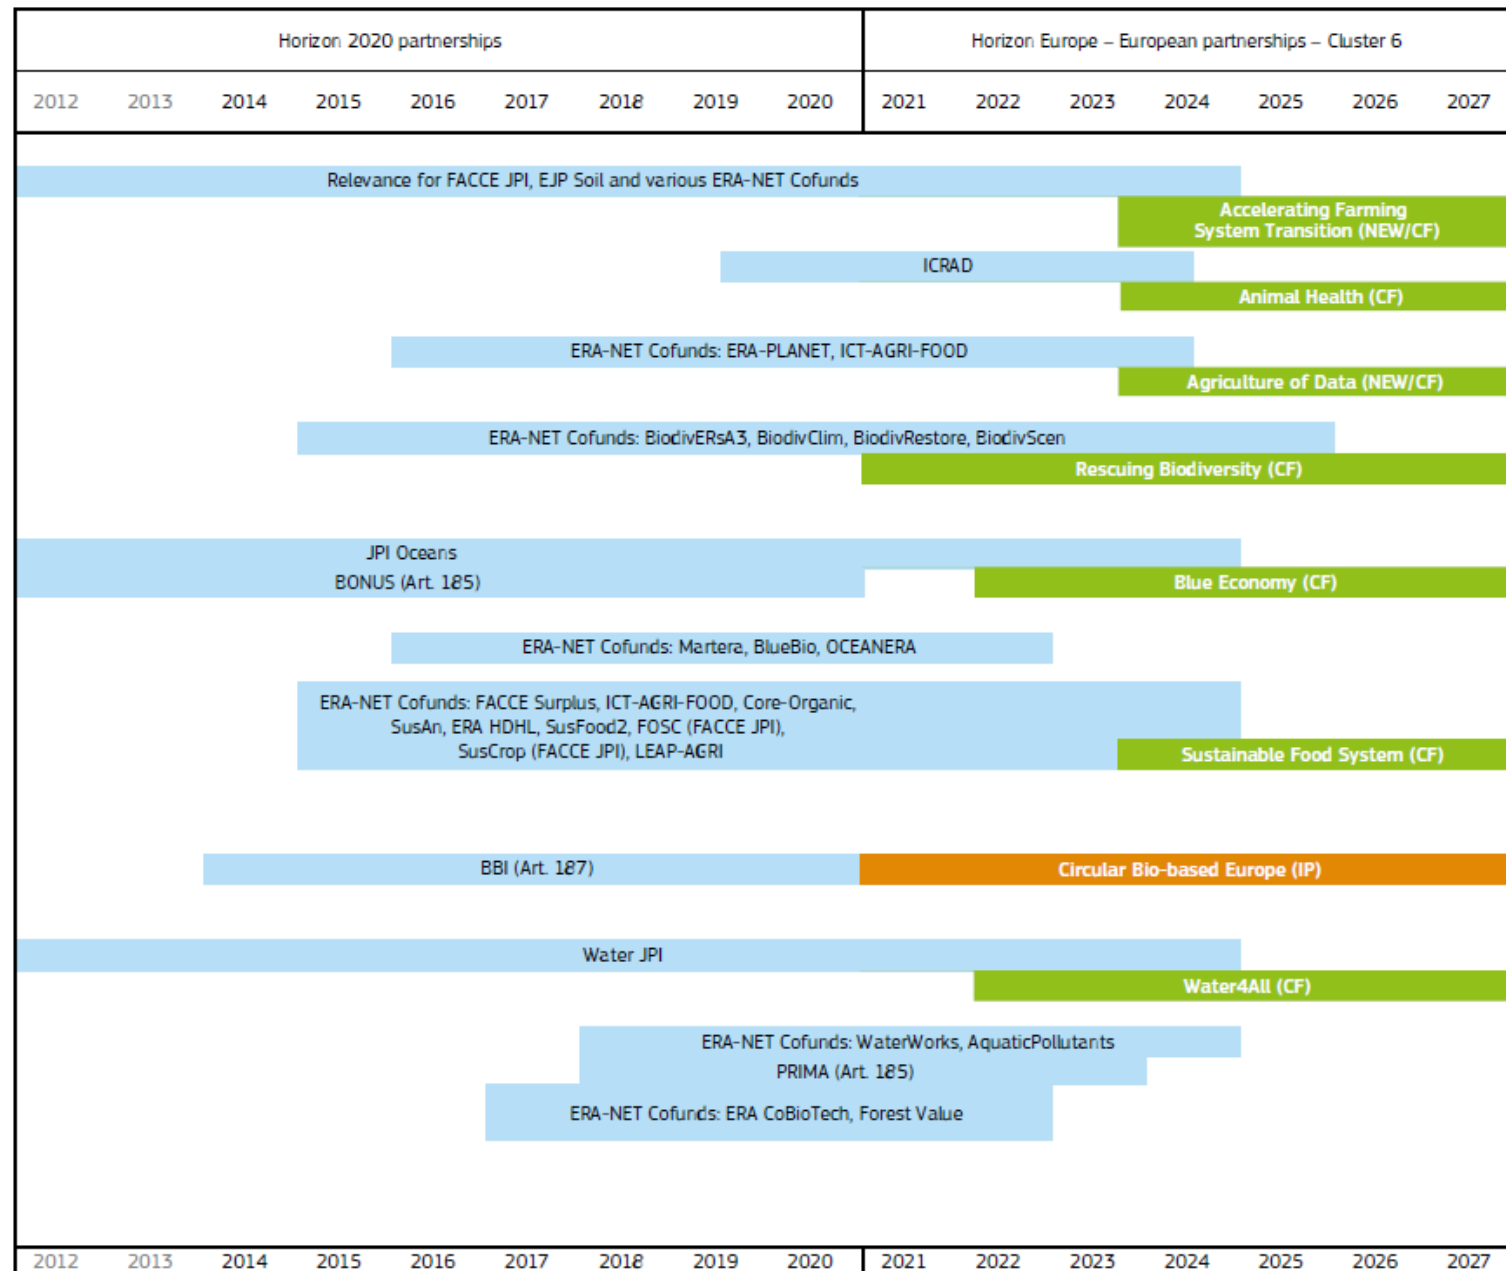 Horizon 2020 partnerships
Horizon Europe – European partnerships – Cluster 6
2012 2013 2014 2015 2016 2017 2018 2019 2020 2021 2022 2023 2024 2025 2026 2027
Relevance for FACCE JPI, EJP Soil and various ERA-NET Cofunds
Accelerating Farming
System Transition (NEW/CF)
ICRAD
Animal Health (CF)
ERA-NET Cofunds: ERA-PLANET, ICT-AGRI-FOOD
Agriculture of Data (NEW/CF)
ERA-NET Cofunds: BiodivERsA3, BiodivClim, BiodivRestore, BiodivScen
Rescuing Biodiversity (CF)
JPI Oceans
BONUS (Art. 185)
Blue Economy (CF)
ERA-NET Cofunds: Martera, BlueBio, OCEANERA
ERA-NET Cofunds: FACCE Surplus, ICT-AGRI-FOOD, Core-Organic,
SusAn, ERA HDHL, SusFood2, FOSC (FACCE JPI),
SusCrop (FACCE JPI), LEAP-AGRI
Sustainable Food System (CF)
BBI (Art. 187)
Circular Bio-based Europe (IP)
Water JPI
Water4All (CF)
ERA-NET Cofunds: WaterWorks, AquaticPollutants
PRIMA (Art. 185)
ERA-NET Cofunds: ERA CoBioTech, Forest Value
2012 2013 2014 2015 2016 2017 2018 2019 2020 2021 2022 2023 2024 2025 2026 2027